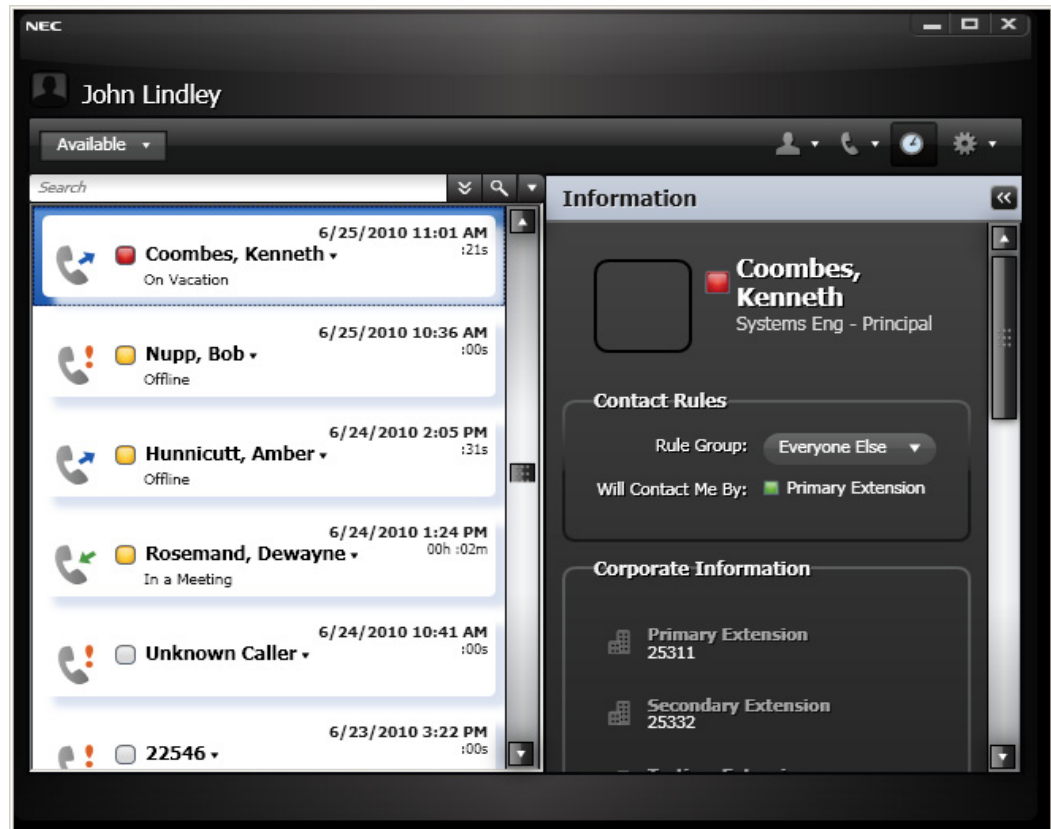 NEC
John Lindley
Available
Search
6/25/2010 11:01 AM
Coombes, Kenneth
:21s
On Vacation
6/25/2010 10:36 AM
Nupp, Bob
:00s
Offline
6/24/2010 2:05 PM
Hunnicutt, Amber
:31s
Offline
6/24/2010 1:24 PM
Rosemand, Dewayne
00h :02m
In a Meeting
6/24/2010 10:41 AM
Unknown Caller
:00s
6/23/2010 3:22 PM
22546
:00s
Information
Coombes,
Kenneth
Systems Eng - Principal
Contact Rules
Rule Group: Everyone Else
Will Contact Me By: Primary Extension
Corporate Information
Primary Extension
25311
Secondary Extension
25332